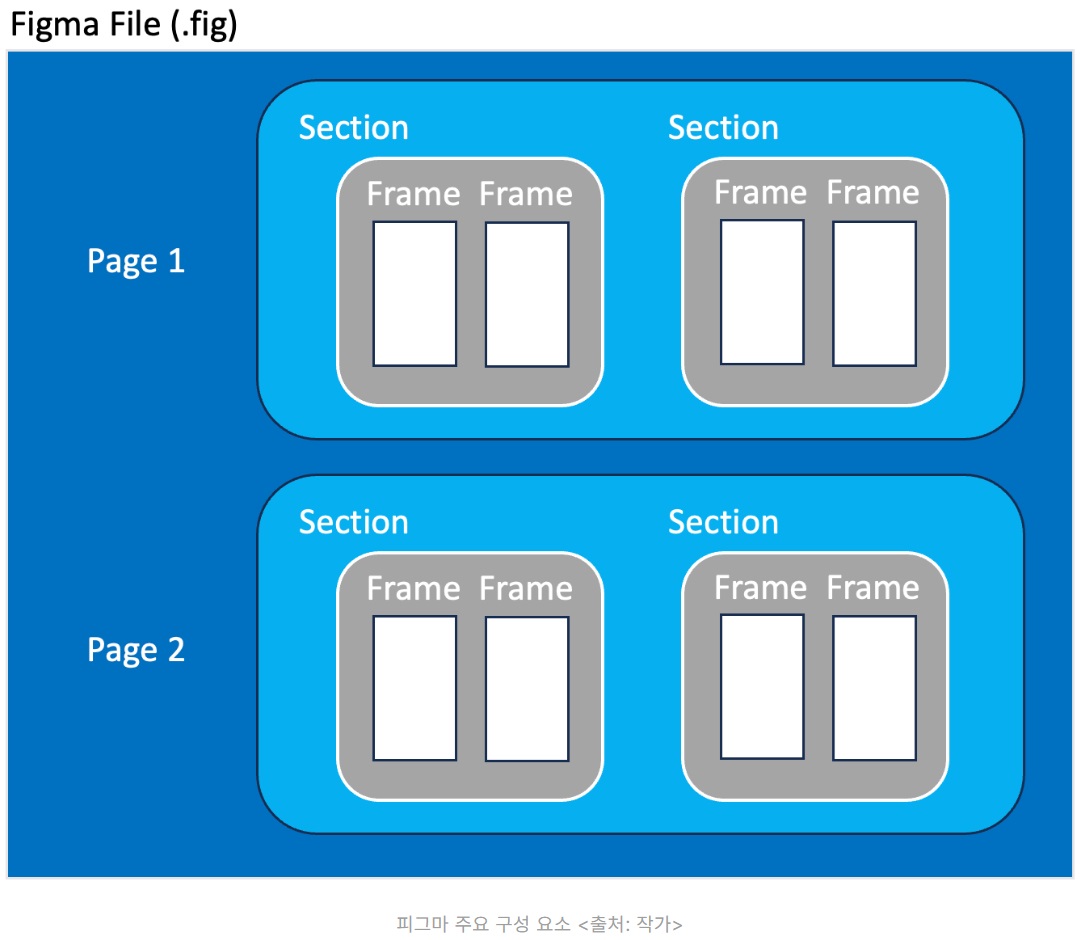 Figma File (.fig)
Section Section
Frame Frame Frame Frame
Page 1
Section Section
Frame Frame Frame Frame
Page 2
피그마 주요 구성 요소 <출처: 작가>